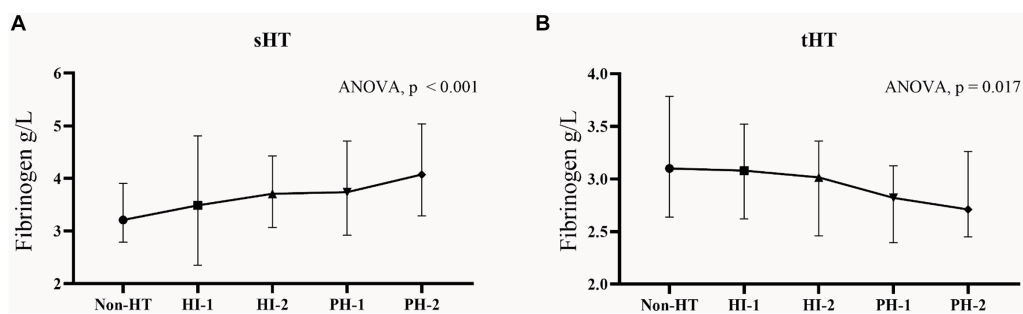 A
sHT
ANOVA, p < 0.001
Fibrinogen g/L
6
5
4
3
2
Non-HT HI-1 HI-2 PH-1 PH-2
B
tHT
ANOVA, p = 0.017
Fibrinogen g/L
4.0
3.5
3.0
2.5
2.0
Non-HT HI-1 HI-2 PH-1 PH-2